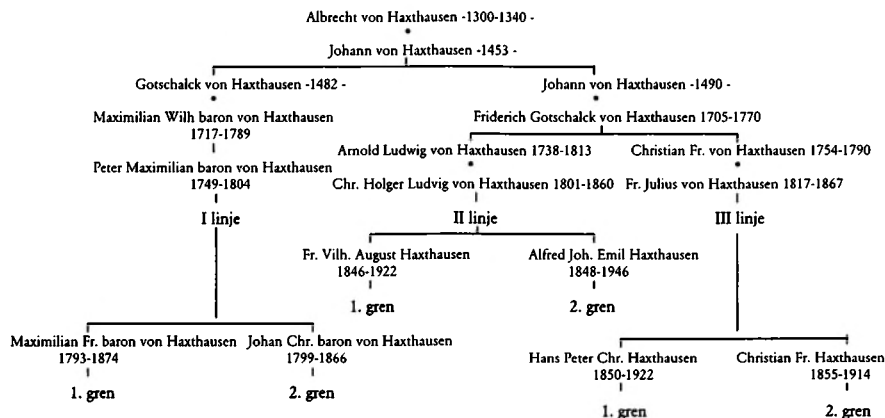 Albrecht von Haxthausen -1300-1340 -
Johann von Haxthausen -1453 -
Gotschalck von Haxthausen -1482 -
Johann von Haxthausen -1490 -
Maximilian Wilh baron von Haxthausen
1717-1789
Friderich Gotschalck von Haxthausen 1705-1770
Arnold Ludwig von Haxthausen 1738-1813
Christian Fr. von Haxthausen 1754-1790
Peter Maximilian baron von Haxthausen
1749-1804
Chr. Holger Ludvig von Haxthausen 1801-1860
Fr. Julius von Haxthausen 1817-1867
I linje
II linje
III linje
Fr. Vilh. August Haxthausen
1846-1922
Alfred Joh. Emil Haxthausen
1848-1946
1. gren
2. gren
Maximilian Fr. baron von Haxthausen
1793-1874
Johan Chr. baron von Haxthausen
1799-1866
Hans Peter Chr. Haxthausen
1850-1922
Christian Fr. Haxthausen
1855-1914
1. gren
2. gren
1. gren
2. gren